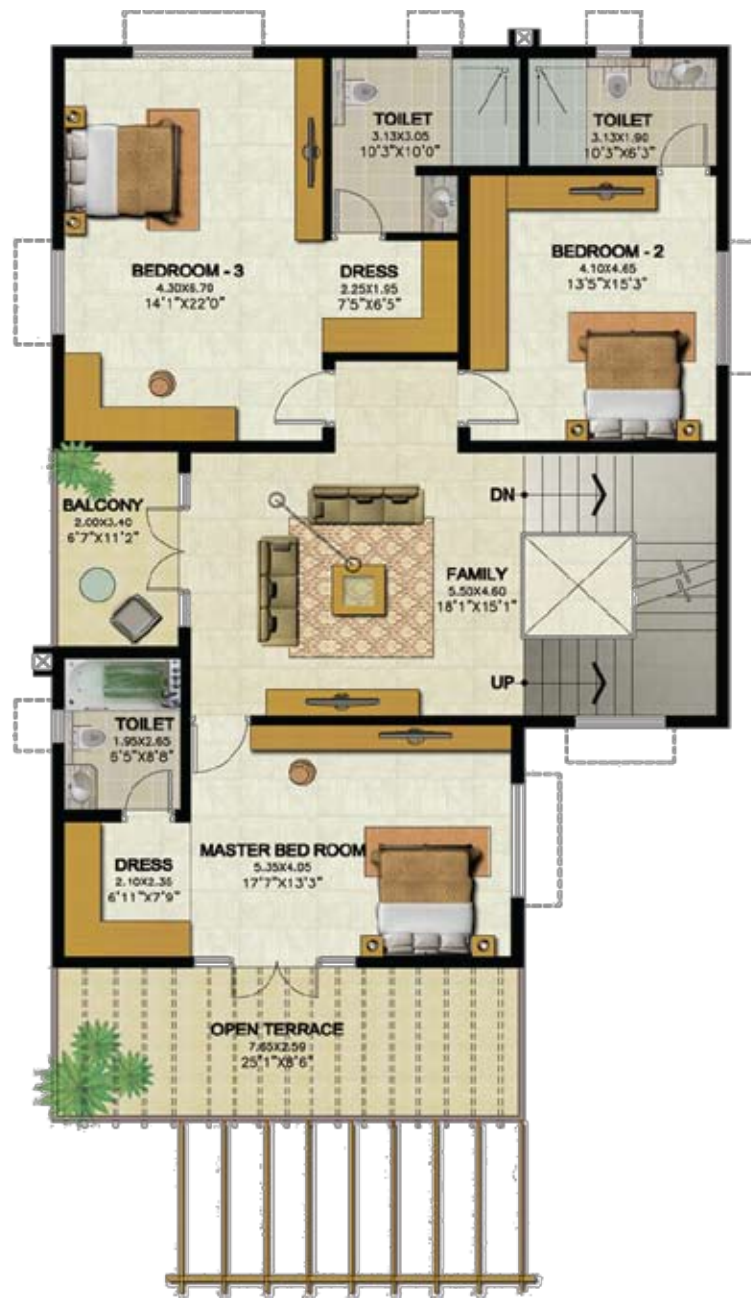 TOILET
3.13X3.05
10'3"X10'0"
TOILET
3.13X1.90
10'3"X6'3"
BEDROOM - 3
4.30X6.70
14'1"X22'0"
DRESS
2.25X1.95
7'5"X6'5"
BEDROOM - 2
4.10X4.65
13'5"X15'3"
BALCONY
2.00X3.40
6'7"X11'2"
DN
FAMILY
5.50X4.60
18'1"X15'1"
UP
TOILET
1.95X2.65
6'5"X8'8"
DRESS
2.10X2.35
6'11"X7'9"
MASTER BED ROOM
5.35X4.05
17'7"X13'3"
OPEN TERRACE
7.65X2.59
25'1"X8'6"